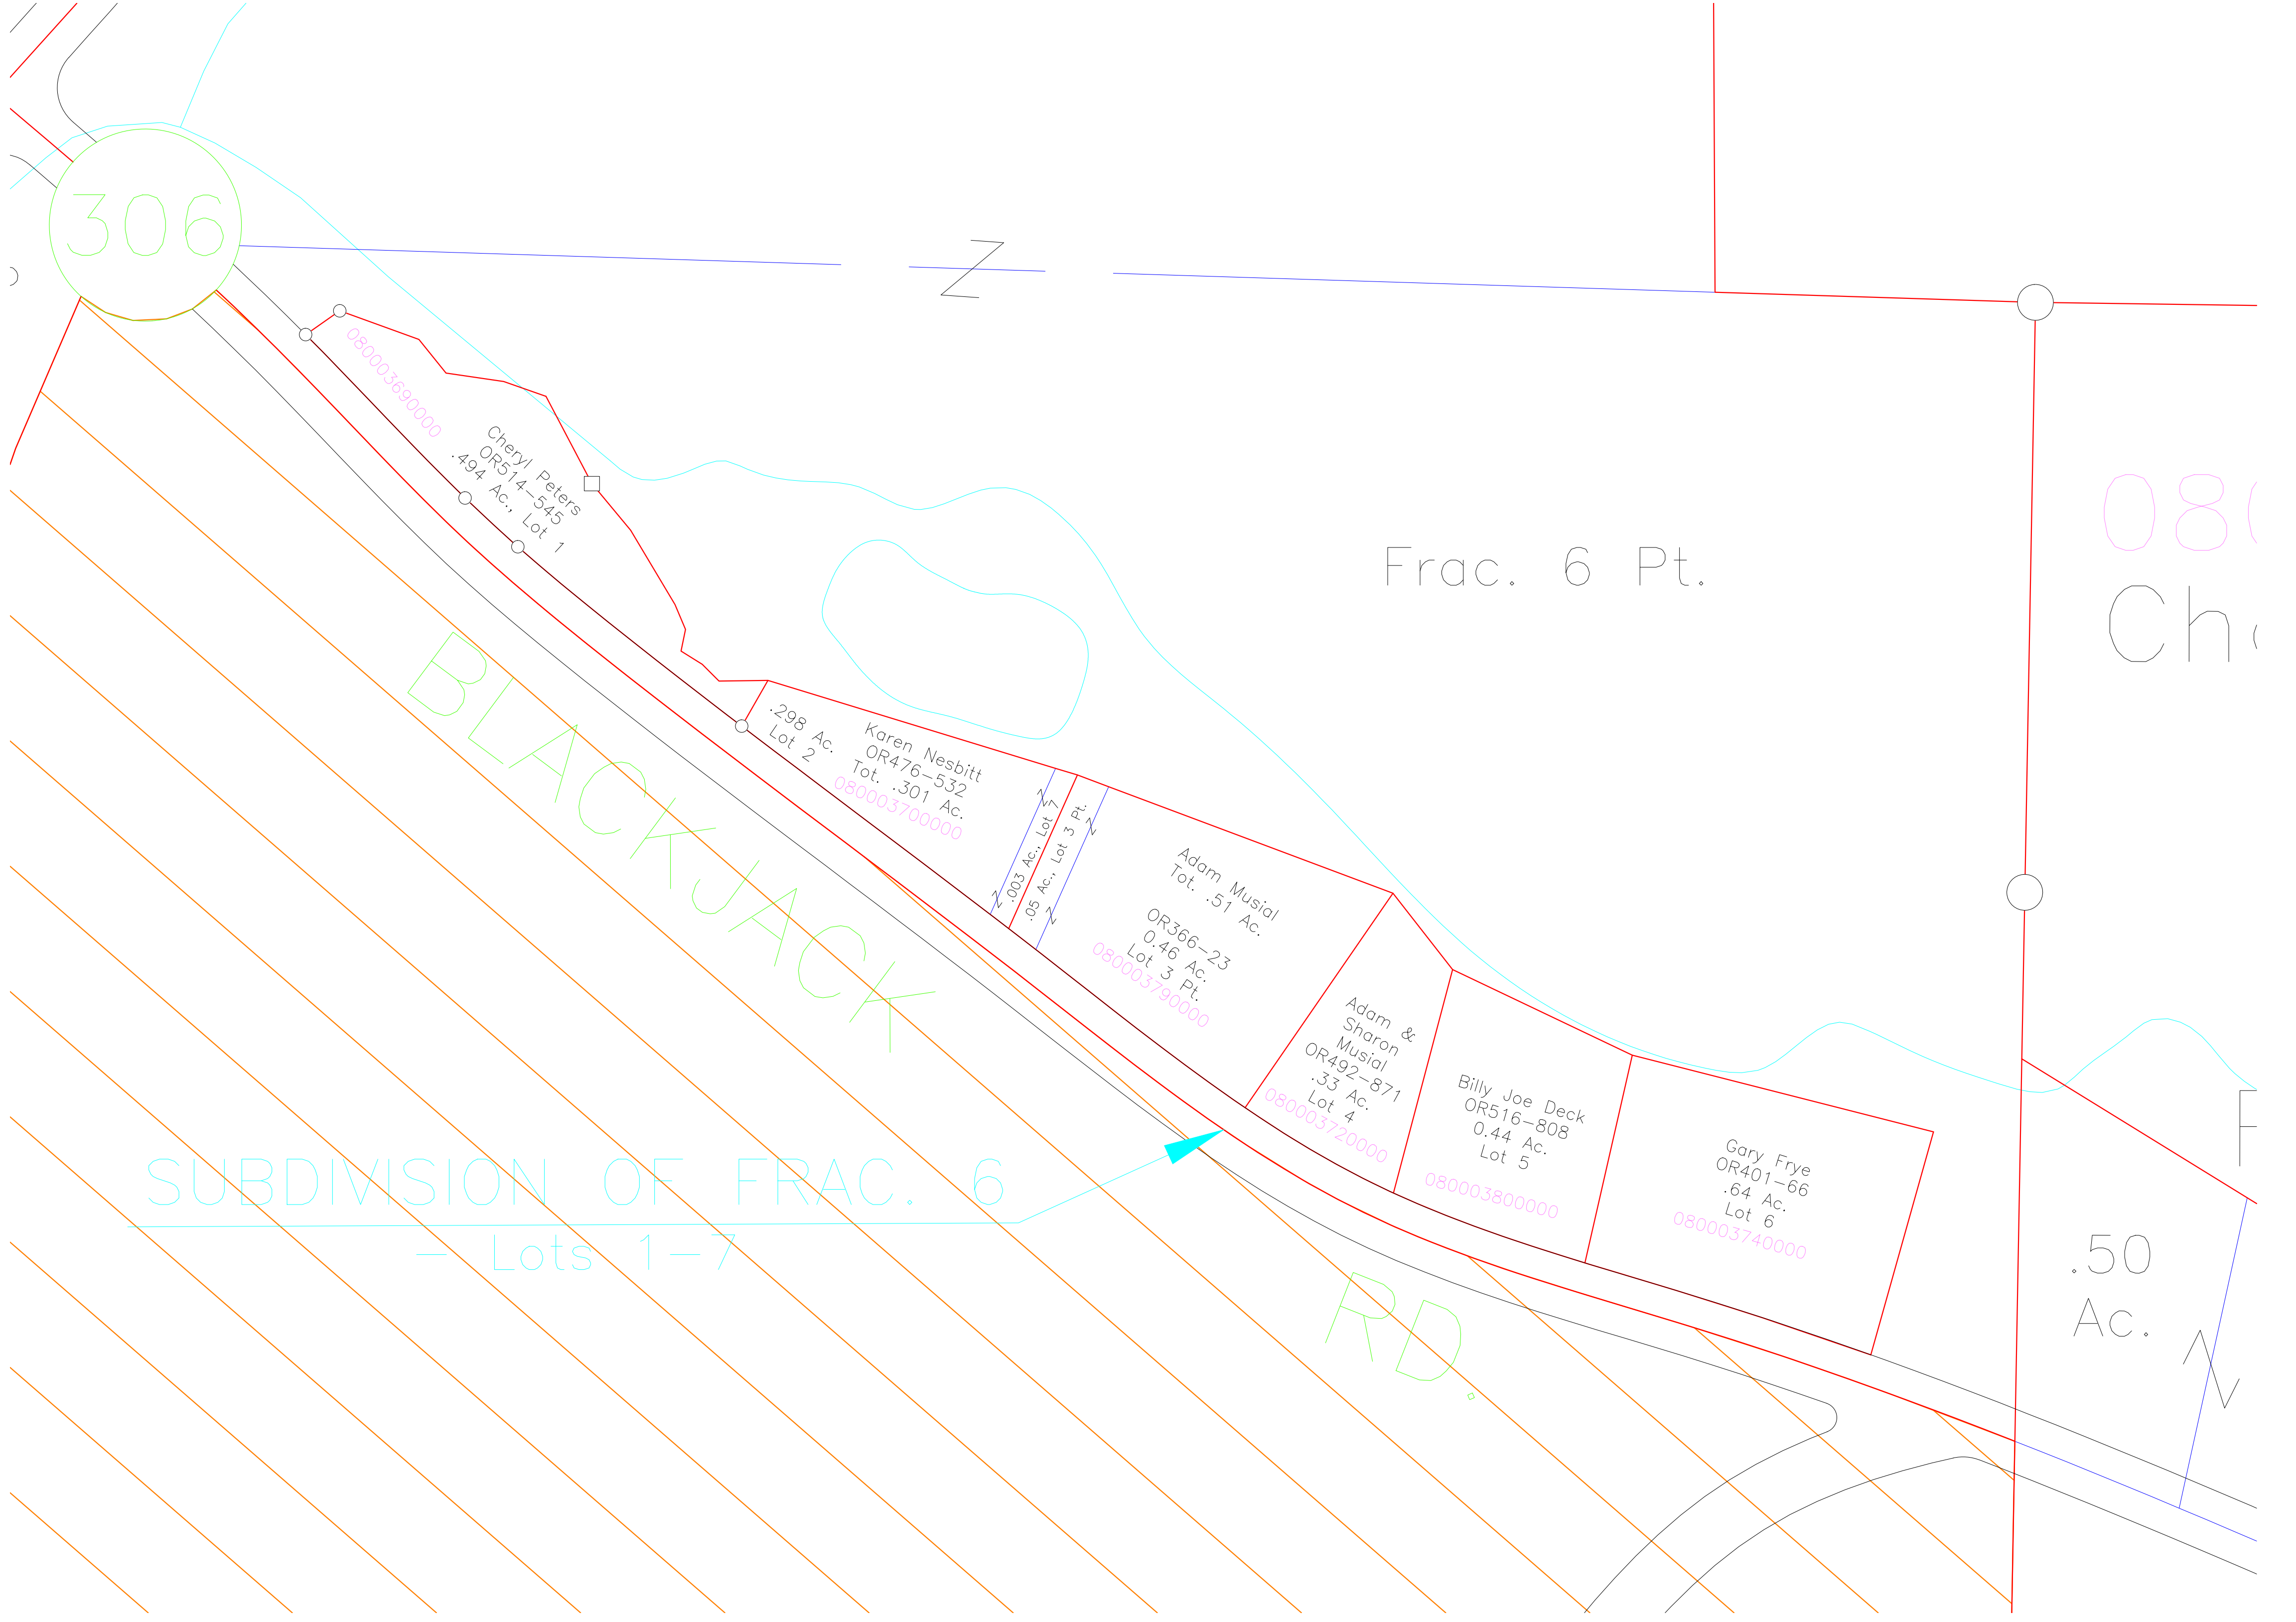 306
N
080003690000
Cheryl Peters
OR514-545
.494 Ac., Lot 1
Frac. 6 Pt.
080
Ch
.298 Ac.
Lot 2
Karen Nesbitt
OR476-532
Tot. .301 Ac.
080003700000
N
.003 Ac., Lot 7
N
N
.05 Ac., Lot 3 Pt.
N
Adam Musial
Tot. .51 Ac.
OR366-23
0.46 Ac.
Lot 3 Pt.
080003790000
Adam &
Sharon
Musial
OR492-871
.33 Ac.
Lot 4
080003720000
Billy Joe Deck
OR516-808
0.44 Ac.
Lot 5
080003800000
Gary Frye
OR401-66
.64 Ac.
Lot 6
080003740000
BLACKJACK
RD.
SUBDIVISION OF FRAC. 6
- Lots 1-7
.50
Ac.
N